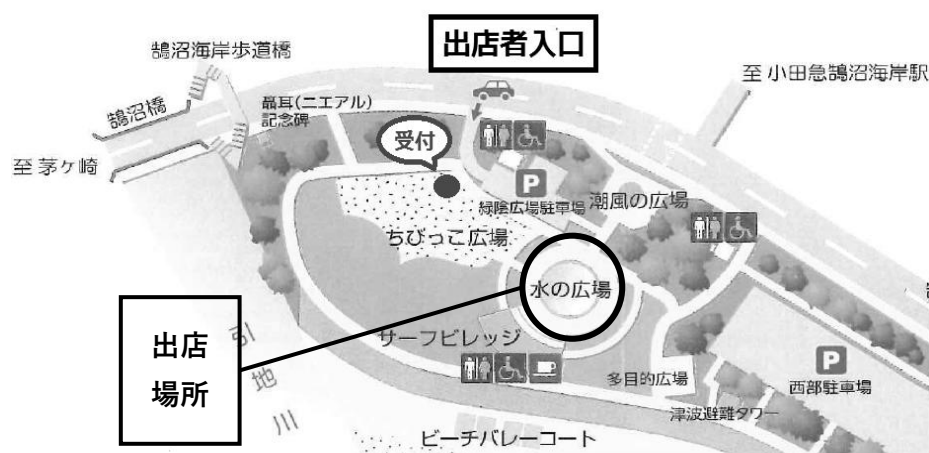 出店者入口
鵠沼海岸歩道橋
至 小田急鵠沼海岸駅
鵠沼橋
聶耳(ニエアル)
記念碑
受付
至 茅ヶ崎
P
緑陰広場駐車場
潮風の広場
ちびっこ広場
水の広場
出店
場所
引地川
サーフビレッジ
P
多目的広場
西部駐車場
津波避難タワー
ビーチバレーコート